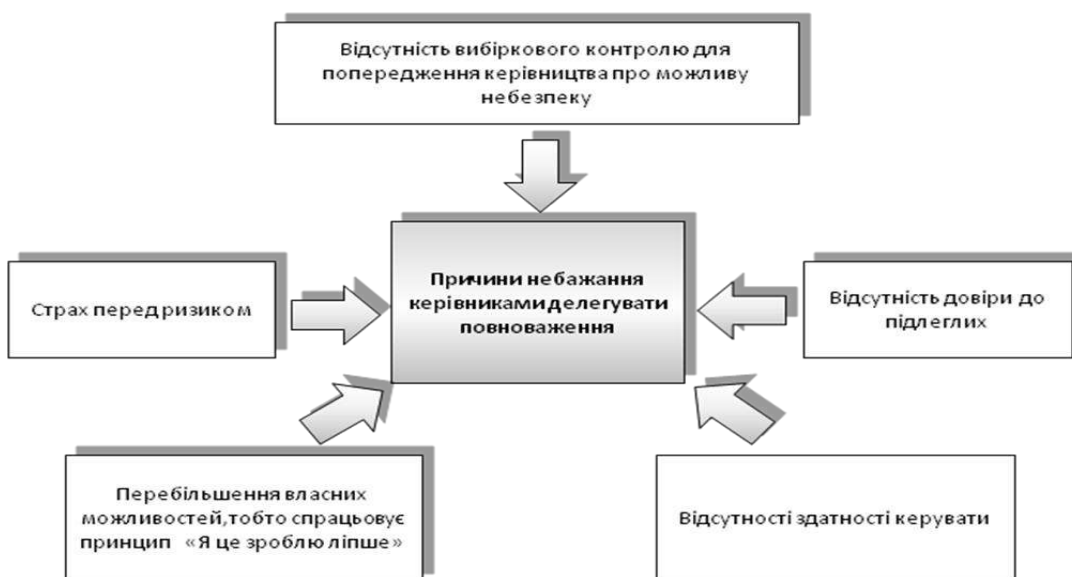 Відсутність вибіркового контролю для
попередження керівництва про можливу
небезпеку
Страх перед ризиком
Причини небажання
керівниками делегувати
повноваження
Відсутність довіри до
підлеглих
Перебільшення власних
можливостей,тобто спрацьовує
принцип «Я це зроблю ліпше»
Відсутності здатності керувати